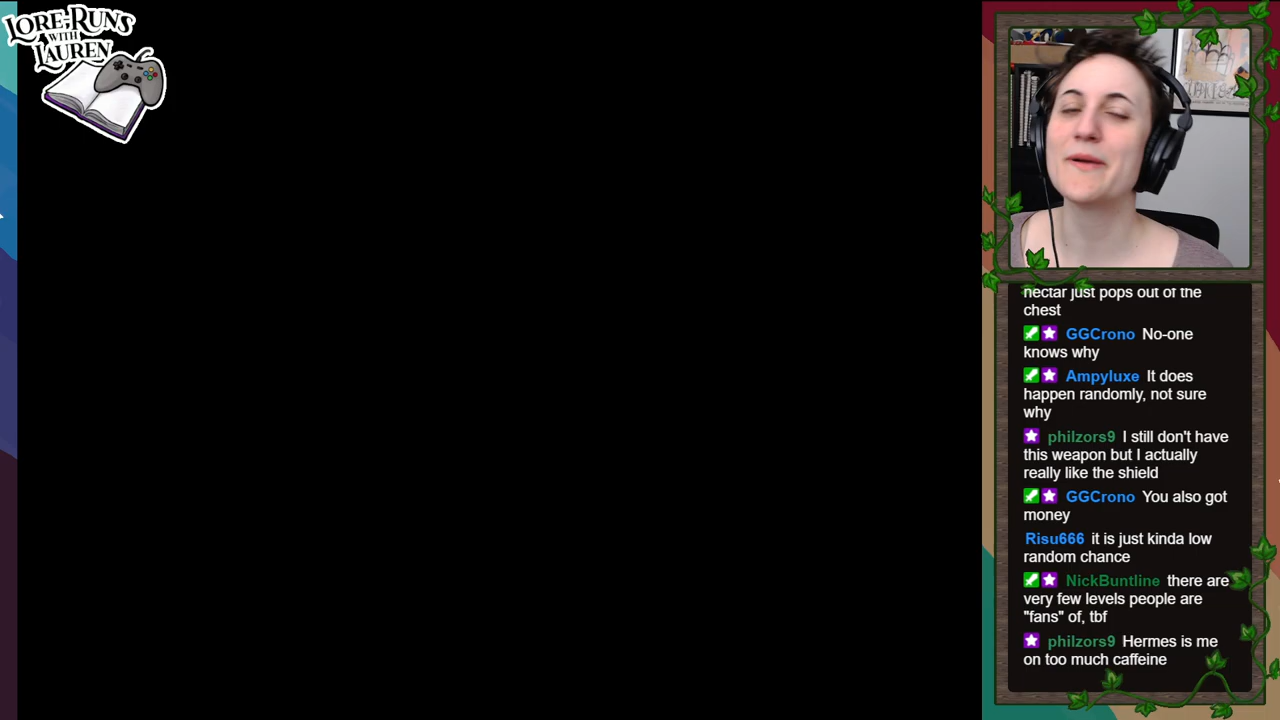 LORE-RUNS
WITH
LAUREN
nectar just pops out of the
chest
GGCrono No-one
knows why
Ampyluxe It does
happen randomly, not sure
why
philzors9 I still don't have
this weapon but I actually
really like the shield
GGCrono You also got
money
Risu666 it is just kinda low
random chance
NickBuntline there are
very few levels people are
"fans" of, tbf
philzors9 Hermes is me
on too much caffeine